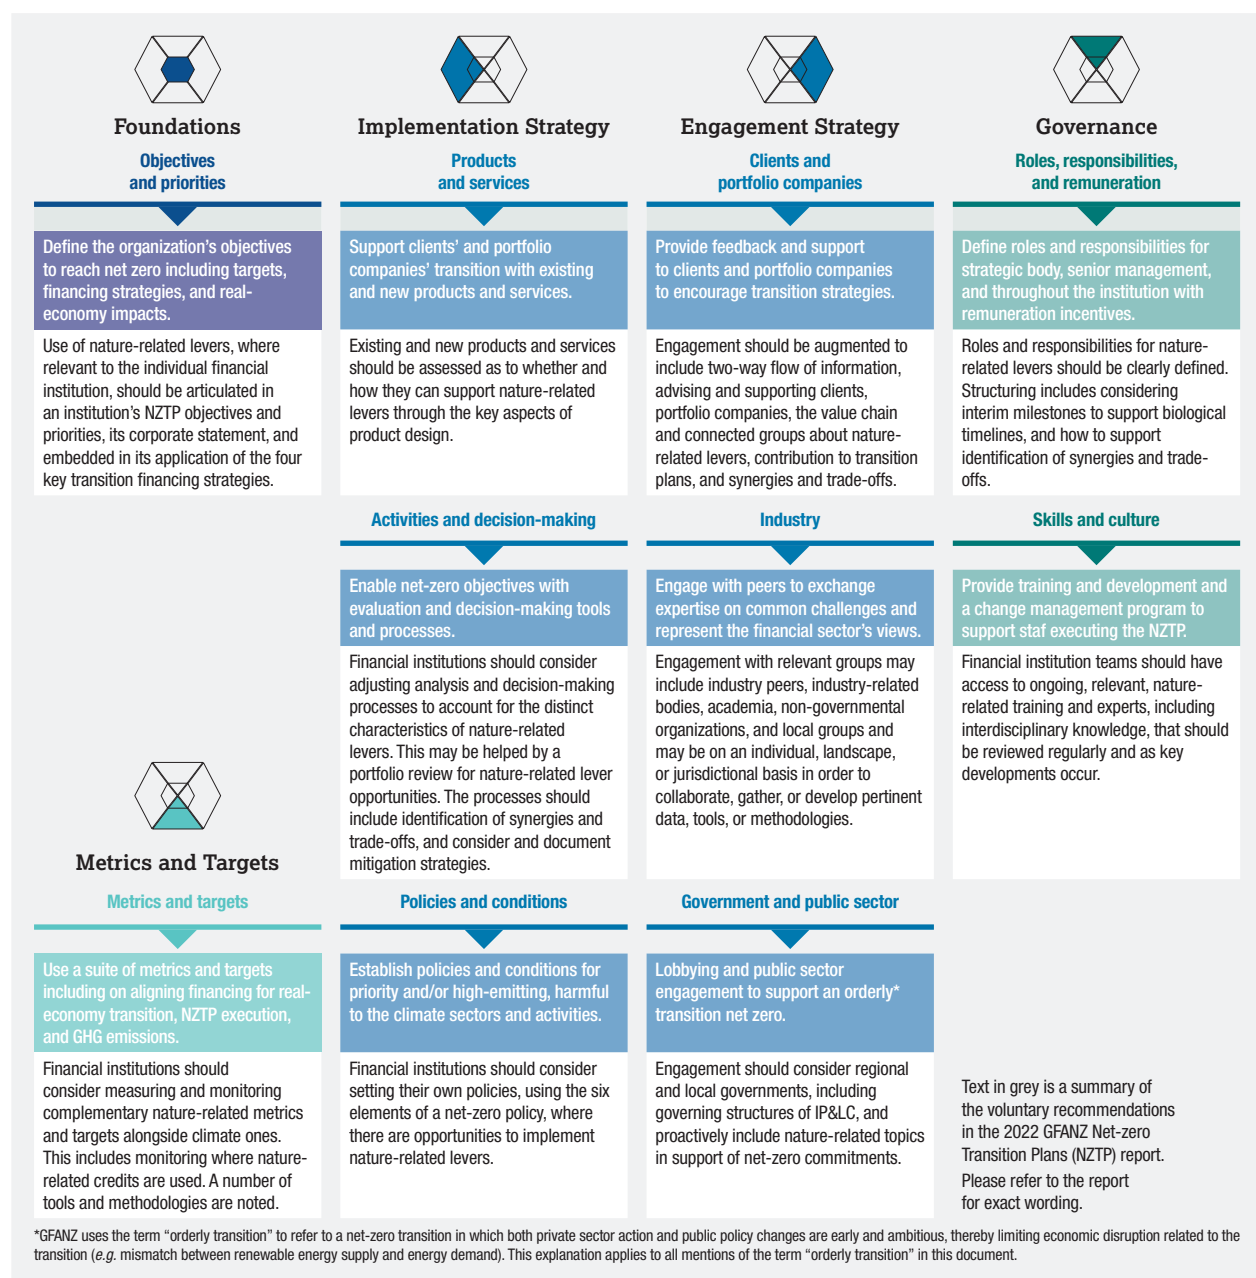 Foundations
Objectives
and priorities
Define the organization's objectives
to reach net zero including targets,
financing strategies, and real-
economy impacts.
Use of nature-related levers, where
relevant to the individual financial
institution, should be articulated in
an institution's NZTP objectives and
priorities, its corporate statement, and
embedded in its application of the four
key transition financing strategies.
Implementation Strategy
Products
and services
Support clients' and portfolio
companies' transition with existing
and new products and services.
Existing and new products and services
should be assessed as to whether and
how they can support nature-related
levers through the key aspects of
product design.
Engagement Strategy
Clients and
portfolio companies
Provide feedback and support
to clients and portfolio companies
to encourage transition strategies.
Engagement should be augmented to
include two-way flow of information,
advising and supporting clients,
portfolio companies, the value chain
and connected groups about nature-
related levers, contribution to transition
plans, and synergies and trade-offs.
Governance
Roles, responsibilities,
and remuneration
Define roles and responsibilities for
strategic body, senior management,
and throughout the institution with
remuneration incentives.
Roles and responsibilities for nature-
related levers should be clearly defined.
Structuring includes considering
interim milestones to support biological
timelines, and how to support
identification of synergies and trade-
offs.
Activities and decision-making
Enable net-zero objectives with
evaluation and decision-making tools
and processes.
Financial institutions should consider
adjusting analysis and decision-making
processes to account for the distinct
characteristics of nature-related
levers. This may be helped by a
portfolio review for nature-related lever
opportunities. The processes should
include identification of synergies and
trade-offs, and consider and document
mitigation strategies.
Industry
Engage with peers to exchange
expertise on common challenges and
represent the financial sector's views.
Engagement with relevant groups may
include industry peers, industry-related
bodies, academia, non-governmental
organizations, and local groups and
may be on an individual, landscape,
or jurisdictional basis in order to
collaborate, gather, or develop pertinent
data, tools, or methodologies.
Skills and culture
Provide training and development and
a change management program to
support staf executing the NZTP.
Financial institution teams should have
access to ongoing, relevant, nature-
related training and experts, including
interdisciplinary knowledge, that should
be reviewed regularly and as key
developments occur.
Metrics and Targets
Metrics and targets
Use a suite of metrics and targets
including on aligning financing for real-
economy transition, NZTP execution,
and GHG emissions.
Financial institutions should
consider measuring and monitoring
complementary nature-related metrics
and targets alongside climate ones.
This includes monitoring where nature-
related credits are used. A number of
tools and methodologies are noted.
Policies and conditions
Establish policies and conditions for
priority and/or high-emitting, harmful
to the climate sectors and activities.
Financial institutions should consider
setting their own policies, using the six
elements of a net-zero policy, where
there are opportunities to implement
nature-related levers.
Government and public sector
Lobbying and public sector
engagement to support an orderly*
transition net zero.
Engagement should consider regional
and local governments, including
governing structures of IP&LC, and
proactively include nature-related topics
in support of net-zero commitments.
Text in grey is a summary of
the voluntary recommendations
in the 2022 GFANZ Net-zero
Transition Plans (NZTP) report.
Please refer to the report
for exact wording.
*GFANZ uses the term “orderly transition” to refer to a net-zero transition in which both private sector action and public policy changes are early and ambitious, thereby limiting economic disruption related to the
transition (e.g. mismatch between renewable energy supply and energy demand). This explanation applies to all mentions of the term “orderly transition” in this document.